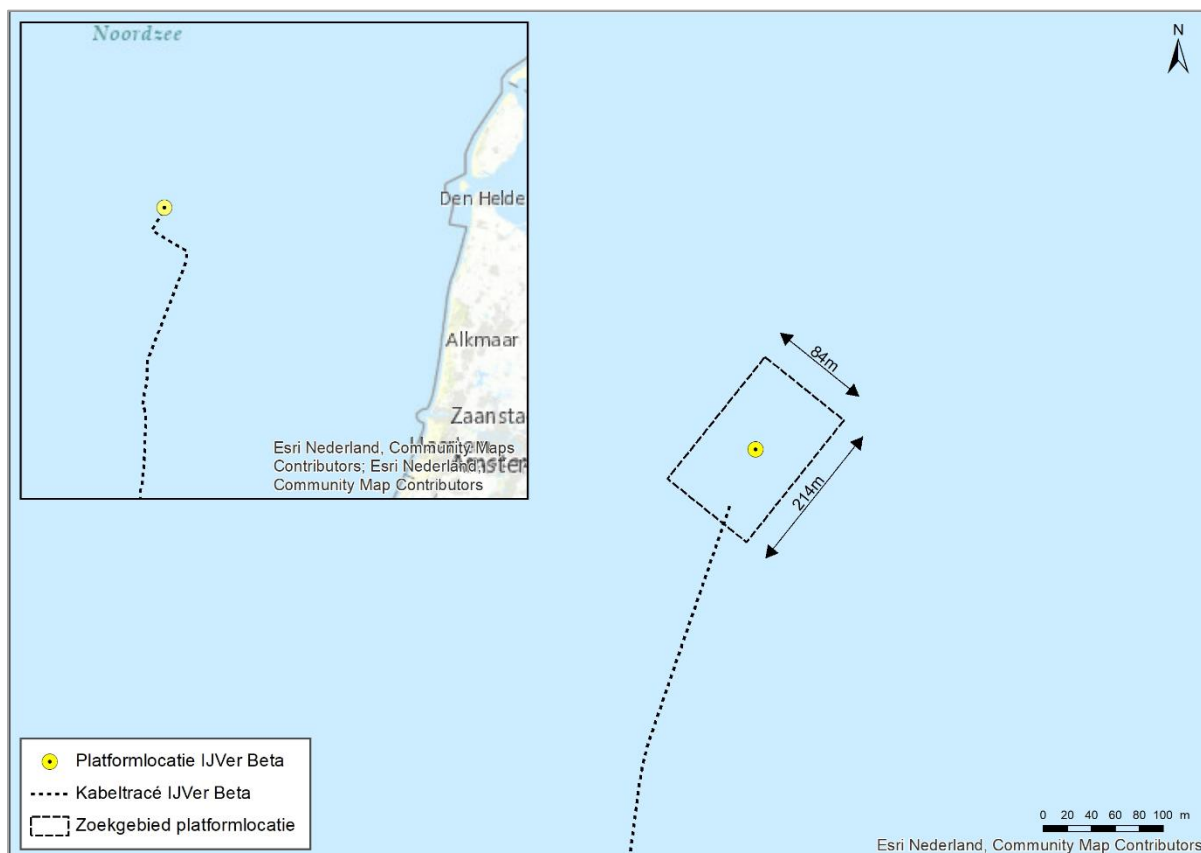 Noordzee
Den Helde
Alkmaar
Zaansta
Amster
Esri Nederland, Community Maps
Contributors; Esri Nederland,
Community Map Contributors
N
84m
214m
Platformlocatie IJVer Beta
Kabeltracé IJVer Beta
Zoekgebied platformlocatie
0 20 40 60 80 100 m
Esri Nederland, Community Map Contributors